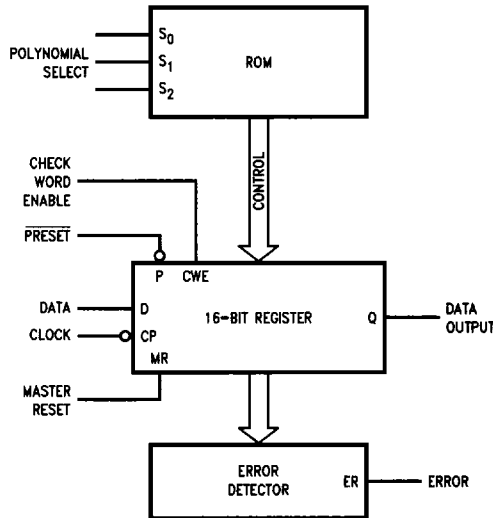 S0
POLYNOMIAL
SELECT
S1
S2
ROM
CONTROL
CHECK
WORD
ENABLE
PRESET
P
CWE
DATA
D
16-BIT REGISTER
Q
DATA
OUTPUT
CLOCK
CP
MR
MASTER
RESET
ERROR
DETECTOR
ER
ERROR